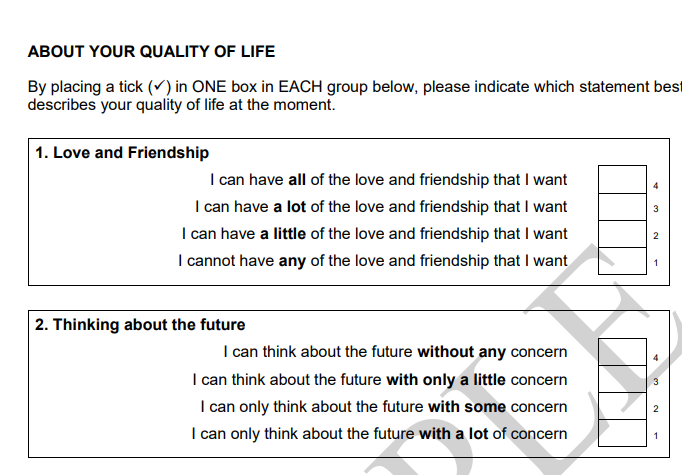 ABOUT YOUR QUALITY OF LIFE
By placing a tick (✓) in ONE box in EACH group below, please indicate which statement best
describes your quality of life at the moment.
1. Love and Friendship
I can have all of the love and friendship that I want 4
I can have a lot of the love and friendship that I want 3
I can have a little of the love and friendship that I want 2
I cannot have any of the love and friendship that I want 1
2. Thinking about the future
I can think about the future without any concern 4
I can think about the future with only a little concern 3
I can only think about the future with some concern 2
I can only think about the future with a lot of concern 1
PLE